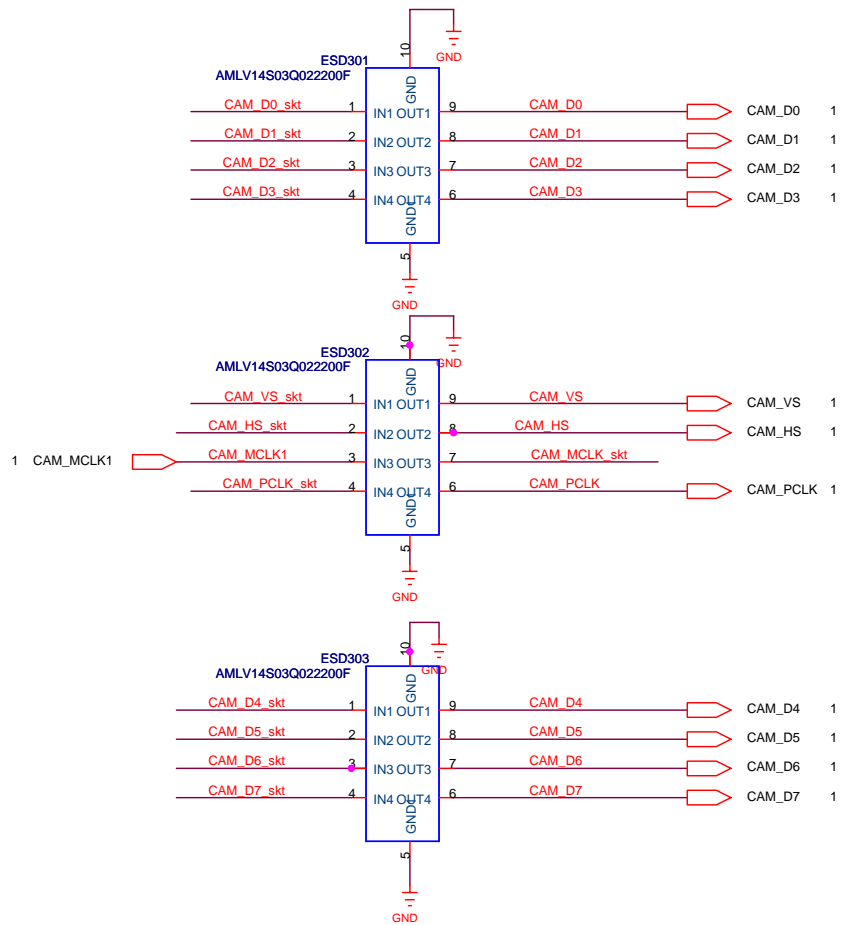 10
GND
ESD301
AMLV14S03Q022200F
GND
CAM_D0_skt 1 IN1 OUT1 9 CAM_D0 CAM_D0 1
CAM_D1_skt 2 IN2 OUT2 8 CAM_D1 CAM_D1 1
CAM_D2_skt 3 IN3 OUT3 7 CAM_D2 CAM_D2 1
CAM_D3_skt 4 IN4 OUT4 6 CAM_D3 CAM_D3 1
GND1
5
GND
10
GND
ESD302
AMLV14S03Q022200F
GND
CAM_VS_skt 1 IN1 OUT1 9 CAM_VS CAM_VS 1
CAM_HS_skt 2 IN2 OUT2 8 CAM_HS CAM_HS 1
1 CAM_MCLK1 CAM_MCLK1 3 IN3 OUT3 7 CAM_MCLK_skt
CAM_PCLK_skt 4 IN4 OUT4 6 CAM_PCLK CAM_PCLK 1
GND1
5
GND
10
GND
ESD303
AMLV14S03Q022200F
GND
CAM_D4_skt 1 IN1 OUT1 9 CAM_D4 CAM_D4 1
CAM_D5_skt 2 IN2 OUT2 8 CAM_D5 CAM_D5 1
CAM_D6_skt 3 IN3 OUT3 7 CAM_D6 CAM_D6 1
CAM_D7_skt 4 IN4 OUT4 6 CAM_D7 CAM_D7 1
GND1
5
GND